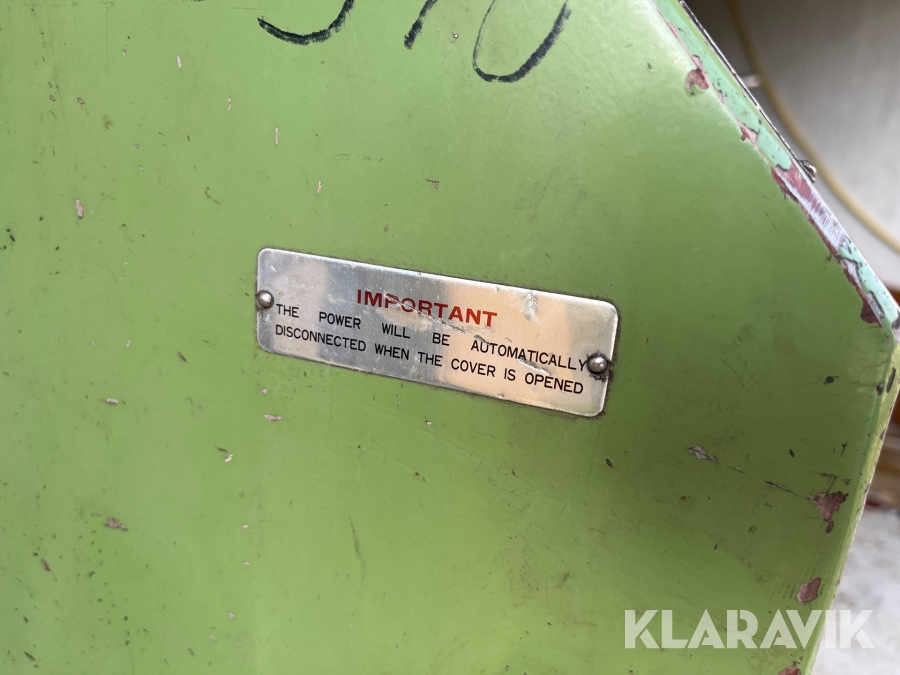 IMPORTANT
THE POWER WILL BE AUTOMATICALLY
DISCONNECTED WHEN THE COVER IS OPENED
KLARAVIK